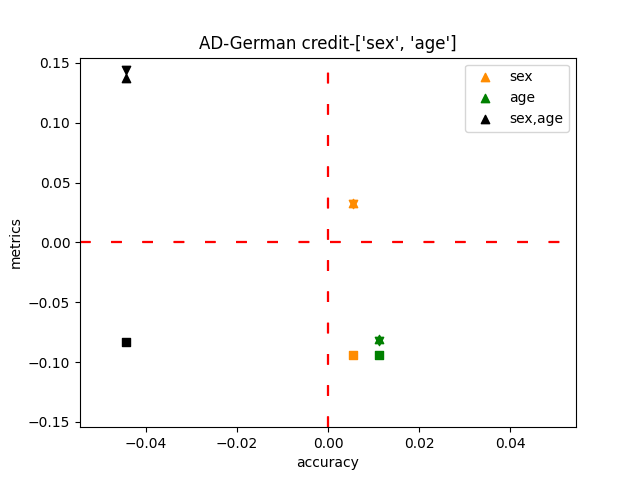 AD-German credit-['sex', 'age']
sex
age
sex,age
metrics
0.15
0.10
0.05
0.00
−0.05
−0.10
−0.15
−0.04
−0.02
0.00
0.02
0.04
accuracy